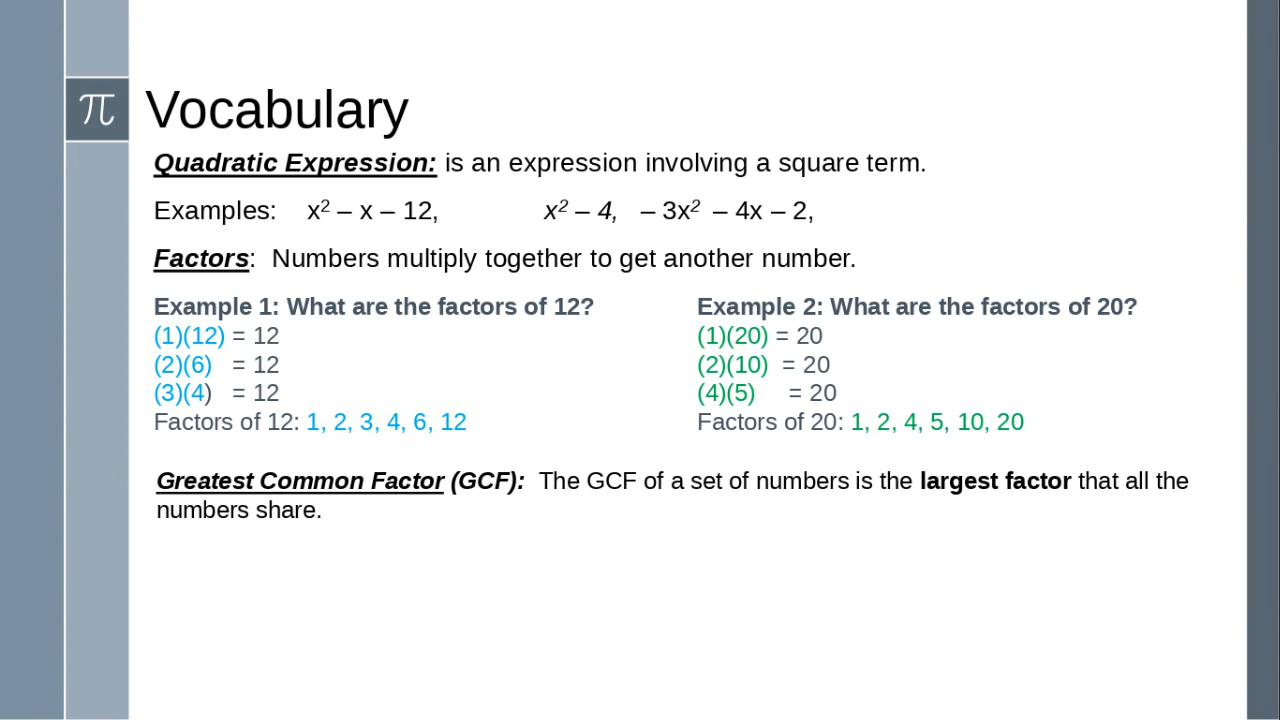 π
Vocabulary
Quadratic Expression: is an expression involving a square term.
Examples: x² – x – 12, x² – 4, – 3x² – 4x – 2,
Factors: Numbers multiply together to get another number.
Example 1: What are the factors of 12?
(1)(12) = 12
(2)(6) = 12
(3)(4) = 12
Factors of 12: 1, 2, 3, 4, 6, 12
Example 2: What are the factors of 20?
(1)(20) = 20
(2)(10) = 20
(4)(5) = 20
Factors of 20: 1, 2, 4, 5, 10, 20
Greatest Common Factor (GCF): The GCF of a set of numbers is the largest factor that all the
numbers share.